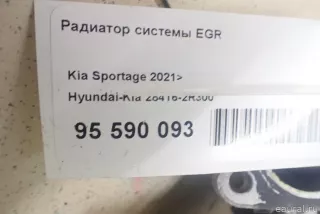 Радиатор системы EGR
Kia Sportage 2021>
Hyundai-Kia 28416-2R300
95 590 093